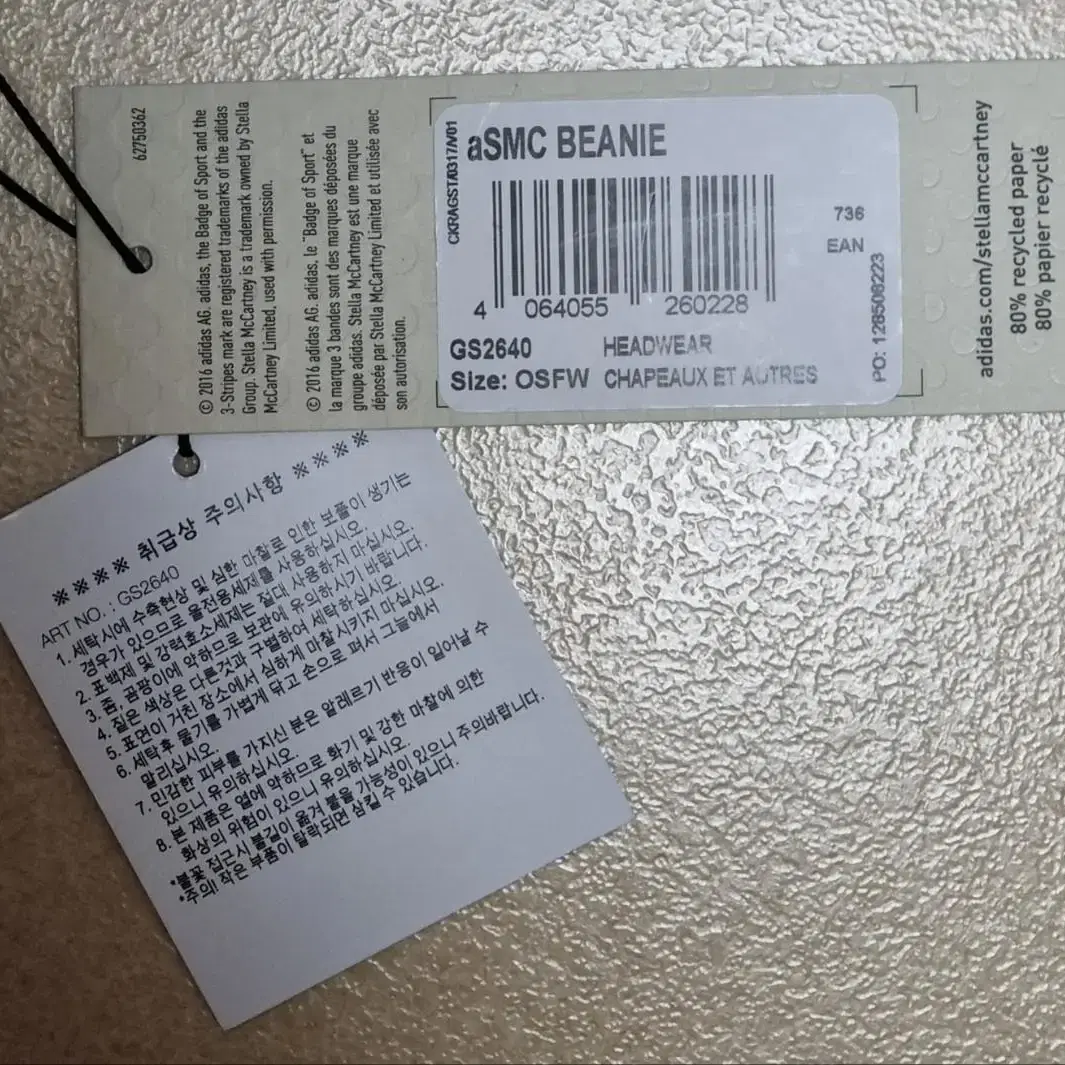 62750362
© 2016 adidas AG. adidas, the Badge of Sport and the
3-Stripes mark are registered trademarks of the adidas
Group. Stella McCartney is a trademark owned by Stella
McCartney Limited, used with permission.
© 2016 adidas AG. adidas, le "Badge of Sport" et
la marque 3 bandes sont des marques déposées du
groupe adidas. Stella McCartney est une marque
déposée par Stella McCartney Limited et utilisée avec
son autorisation.
CKRAGST/0317/V/01
aSMC BEANIE
736
EAN
4 064055 260228
GS2640 HEADWEAR
Size: OSFW CHAPEAUX ET AUTRES
PO: 128508223
adidas.com/stellamccartney
80% recycled paper
80% papier recyclé
※※※※ 취급상 주의사항 ※※※※
ART NO. : GS2640
1. 세탁시에 수축현상 및 심한 마찰로 인한 보풀이 생기는
경우가 있으므로 울전용세제를 사용하십시오.
2. 표백제 및 강력효소세제는 절대 사용하지 마십시오.
3. 좀, 곰팡이에 약하므로 보관에 유의하시기 바랍니다.
4. 짙은 색상은 다른것과 구별하여 세탁하십시오.
5. 표면이 거친 장소에서 심하게 마찰시키지 마십시오.
6. 세탁후 물기를 가볍게 닦고 손으로 펴서 그늘에서
말리십시오.
7. 민감한 피부를 가지신 분은 알레르기 반응이 일어날 수
있으니 유의하십시오.
8. 본 제품은 열에 약하므로 화기 및 강한 마찰에 의한
화상의 위험이 있으니 유의하십시오.
*불꽃 접근시 불길이 옮겨 붙을 가능성이 있으니 주의바랍니다.
*주의! 작은 부품이 탈락되면 삼킬 수 있습니다.